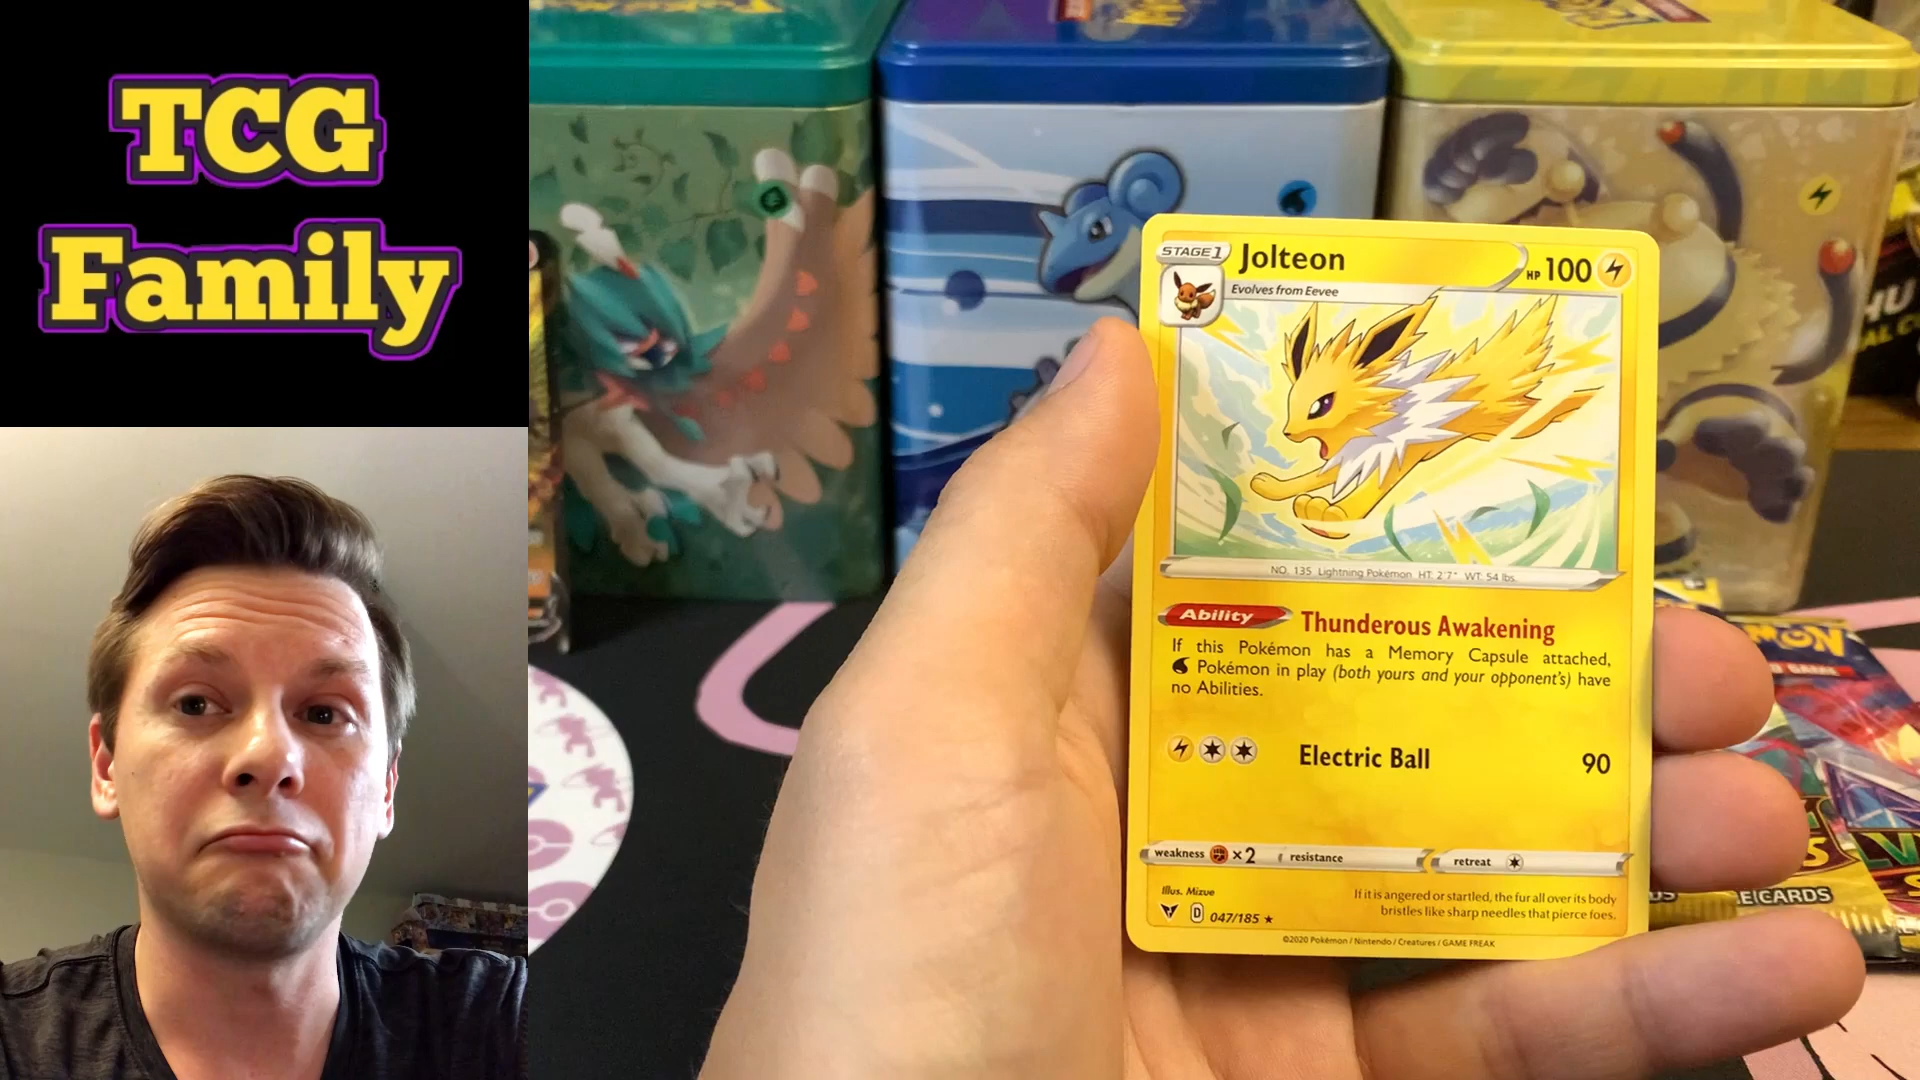 TCG
Family
STAGE 1
Jolteon
HP 100
Evolves from Eevee
NO. 135 Lightning Pokémon HT: 2'7" WT: 54 lbs.
Ability Thunderous Awakening
If this Pokémon has a Memory Capsule attached,
Pokémon in play (both yours and your opponent's) have
no Abilities.
Electric Ball 90
weakness ×2 resistance retreat
Illus. Mizue
If it is angered or startled, the fur all over its body
bristles like sharp needles that pierce foes.
D 047/185 ★
©2020 Pokémon / Nintendo / Creatures / GAME FREAK